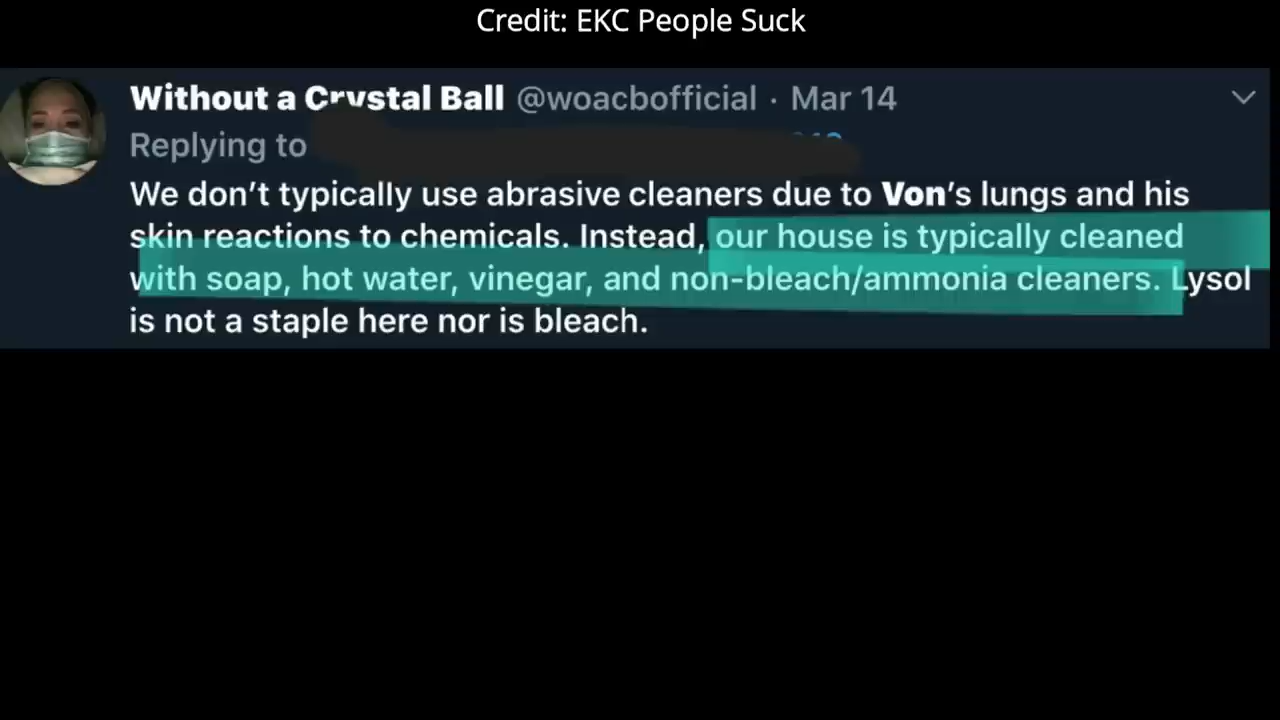 Credit: EKC People Suck
Without a Crystal Ball @woacbofficial · Mar 14
Replying to
We don’t typically use abrasive cleaners due to Von’s lungs and his
skin reactions to chemicals. Instead, our house is typically cleaned
with soap, hot water, vinegar, and non-bleach/ammonia cleaners. Lysol
is not a staple here nor is bleach.